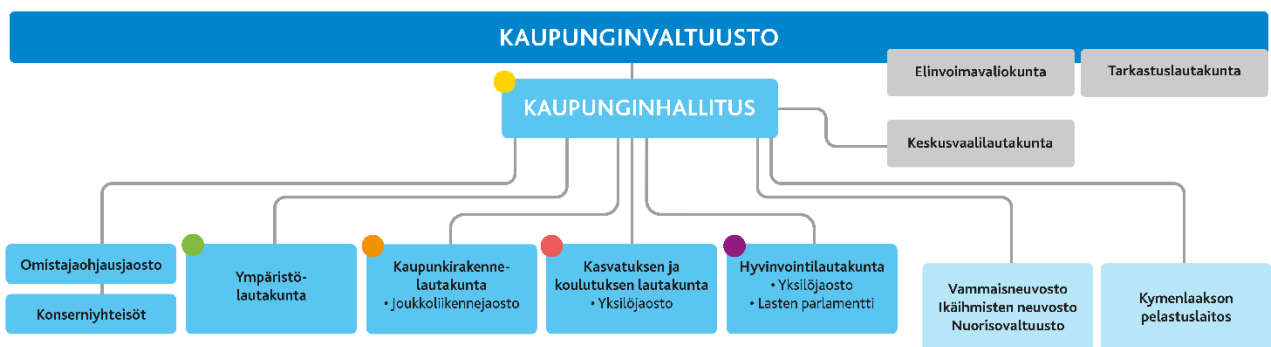 KAUPUNGINVALTUUSTO
Elinvoimavaliokunta
Tarkastuslautakunta
KAUPUNGINHALLITUS
Keskusvaalilautakunta
Omistajaohjausjaosto
Konserniyhteisöt
Ympäristö-
lautakunta
Kaupunkirakenne-
lautakunta
• Joukkoliikennejaosto
Kasvatuksen ja
koulutuksen lautakunta
• Yksilöjaosto
Hyvinvointilautakunta
• Yksilöjaosto
• Lasten parlamentti
Vammaisneuvosto
Ikäihmisten neuvosto
Nuorisovaltuusto
Kymenlaakson
pelastuslaitos